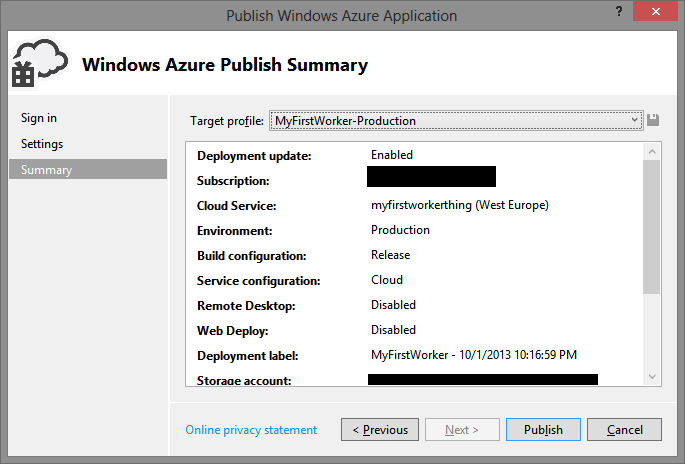 Publish Windows Azure Application
?
Windows Azure Publish Summary
Sign in
Settings
Summary
Target profile: MyFirstWorker-Production
Deployment update: Enabled
Subscription:
Cloud Service: myfirstworkerthing (West Europe)
Environment: Production
Build configuration: Release
Service configuration: Cloud
Remote Desktop: Disabled
Web Deploy: Disabled
Deployment label: MyFirstWorker - 10/1/2013 10:16:59 PM
Storage account:
Online privacy statement
< Previous
Next >
Publish
Cancel